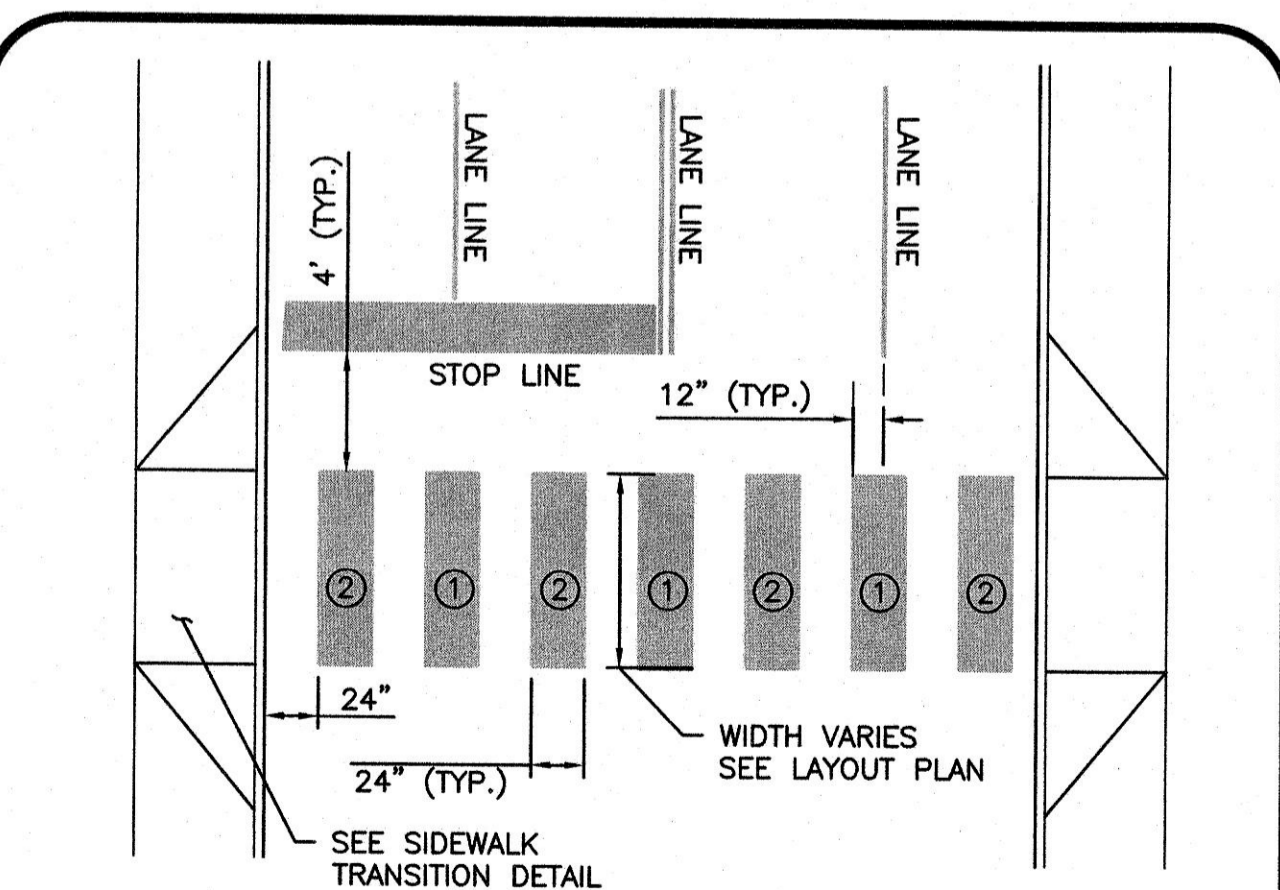 LANE LINE
LANE LINE
LANE LINE
4' (TYP.)
STOP LINE
12" (TYP.)
② ① ② ① ② ① ②
24"
24" (TYP.)
WIDTH VARIES
SEE LAYOUT PLAN
SEE SIDEWALK
TRANSITION DETAIL